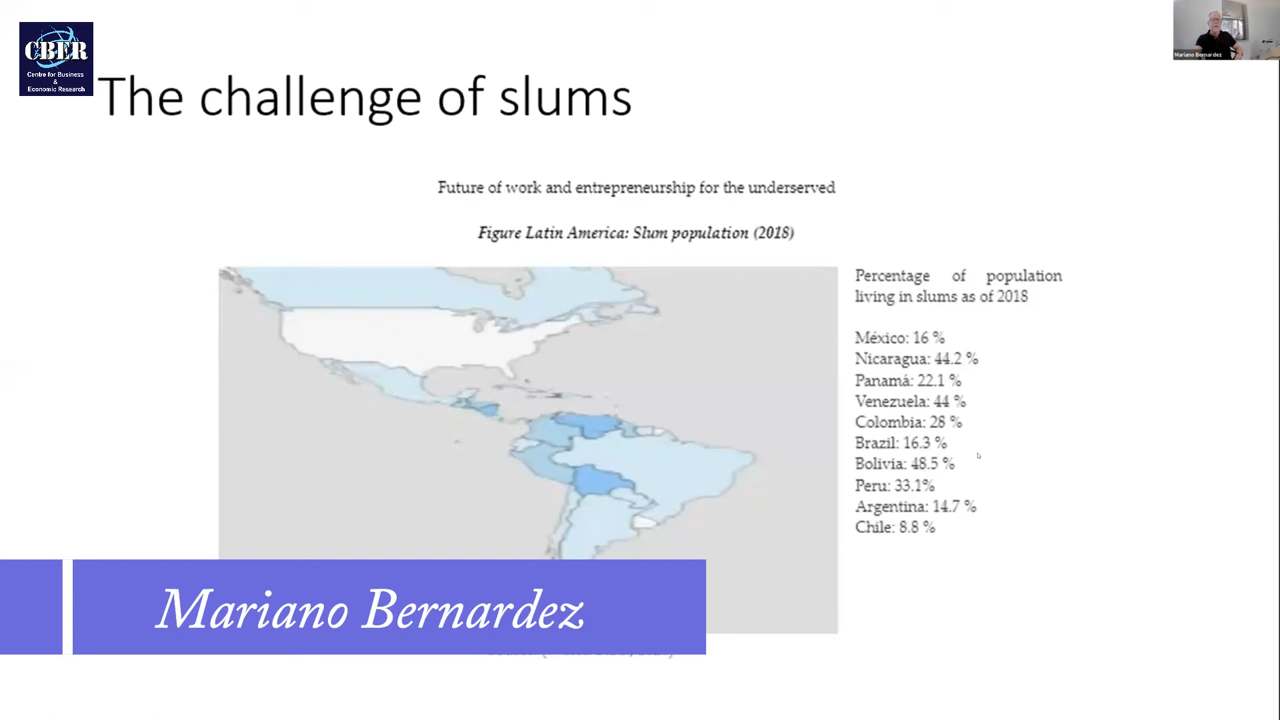 CBER
Centre for Business
&
Economic Research
Mariano Bernardez
The challenge of slums
Future of work and entrepreneurship for the underserved
Figure Latin America: Slum population (2018)
Percentage of population
living in slums as of 2018
México: 16 %
Nicaragua: 44.2 %
Panamá: 22.1 %
Venezuela: 44 %
Colombia: 28 %
Brazil: 16.3 %
Bolivia: 48.5 %
Peru: 33.1%
Argentina: 14.7 %
Chile: 8.8 %
Mariano Bernardez